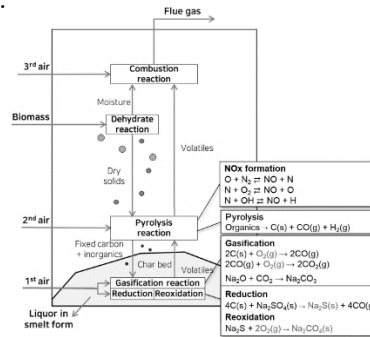 Flue gas
3rd air
Combustion
reaction
Moisture
Biomass
Dehydrate
reaction
Volatiles
Dry
solids
NOx formation
O + N₂ ⇄ NO + N
N + O₂ ⇄ NO + O
N + OH ⇄ NO + H
2nd air
Pyrolysis
reaction
Pyrolysis
Organics → C(s) + CO(g) + H₂(g)
Fixed carbon
+ inorganics
Char bed
Volatiles
Gasification
2C(s) + O₂(g) → 2CO(g)
2CO(g) + O₂(g) → 2CO₂(g)
Na₂O + CO₂ → Na₂CO₃
1st air
Gasification reaction
Reduction
Reoxidation
Liquor in
smelt form
Reduction
4C(s) + Na₂SO₄(s) → Na₂S(s) + 4CO(g)
Reoxidation
Na₂S + 2O₂(g) → Na₂CO₄(s)